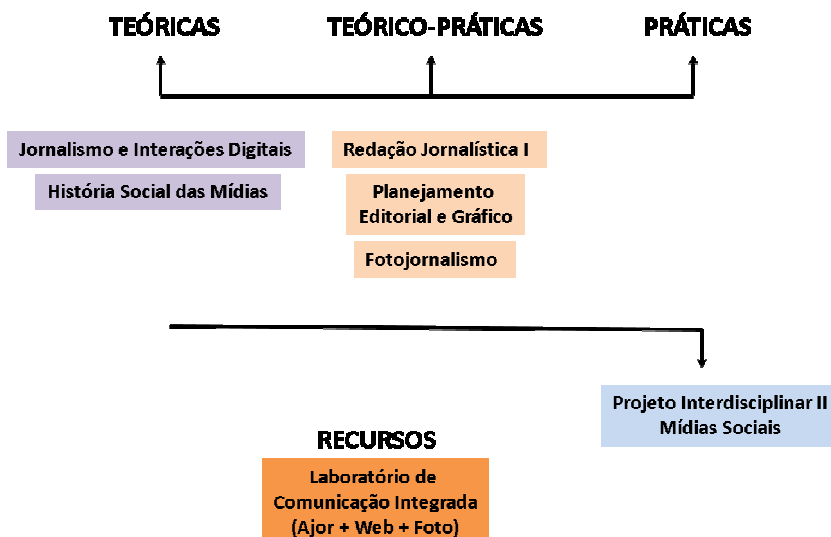 TEÓRICAS
TEÓRICO-PRÁTICAS
PRÁTICAS
Jornalismo e Interações Digitais
História Social das Mídias
Redação Jornalística I
Planejamento
Editorial e Gráfico
Fotojornalismo
Projeto Interdisciplinar II
Mídias Sociais
RECURSOS
Laboratório de
Comunicação Integrada
(Ajor + Web + Foto)